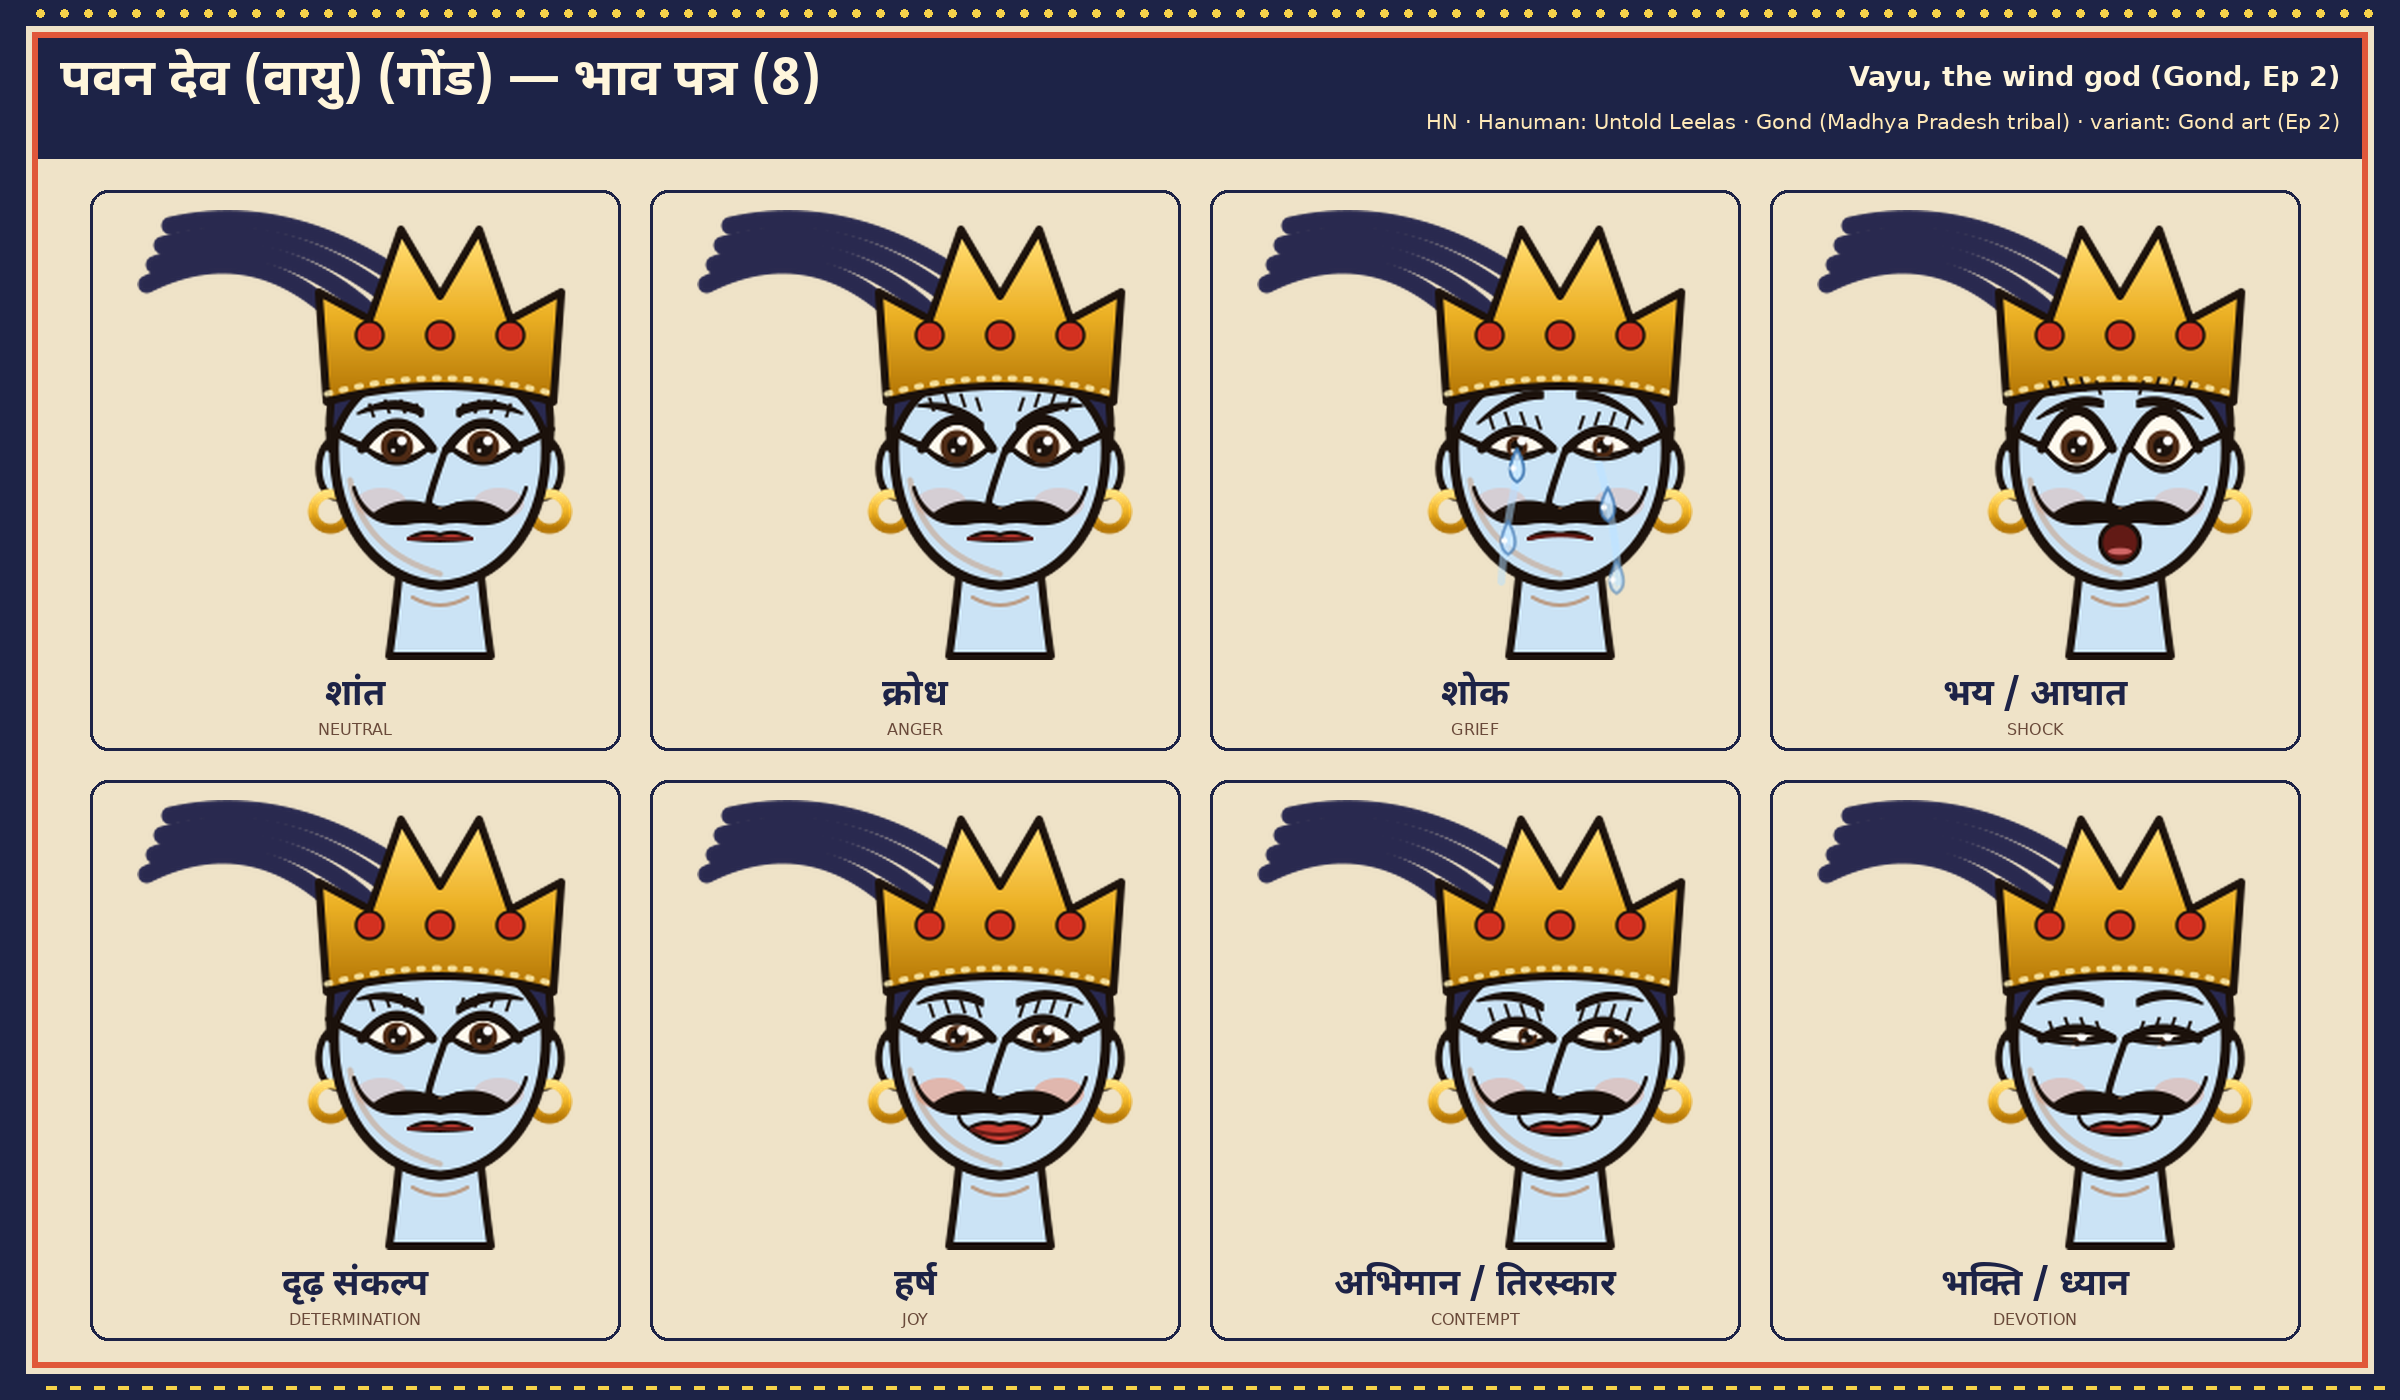 पवन देव (वायु) (गोंड) — भाव पत्र (8)
Vayu, the wind god (Gond, Ep 2)
HN · Hanuman: Untold Leelas · Gond (Madhya Pradesh tribal) · variant: Gond art (Ep 2)
शांत
NEUTRAL
क्रोध
ANGER
शोक
GRIEF
भय / आघात
SHOCK
दृढ़ संकल्प
DETERMINATION
हर्ष
JOY
अभिमान / तिरस्कार
CONTEMPT
भक्ति / ध्यान
DEVOTION